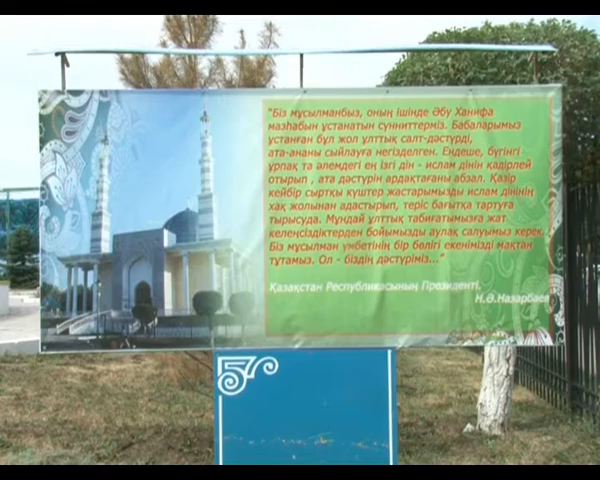 "Біз мұсылманбыз, оның ішінде Әбу Ханифа
мазһабын ұстанатын сунниттерміз. Бабаларымыз
ұстанған бұл жол ұлттық салт-дәстүрді,
ата-ананы сыйлауға негізделген. Ендеше, бүгінгі
ұрпақ та әлемдегі ең ізгі дін - ислам дінін қадірлей
отырып , ата дәстүрін ардақтағаны абзал. Қазір
кейбір сыртқы күштер жастарымызды ислам дінінің
хақ жолынан адастырып, теріс бағытқа тартуға
тырысуда. Мұндай ұлттық табиғатымызға жат
келеңсіздіктерден бойымызды аулақ салуымыз керек.
Біз мұсылман үмбетінің бір бөлігі екенімізді мақтан
тұтамыз. Ол - біздің дәстүріміз..."
Қазақстан Республикасының Президенті.
Н.Ә.Назарбаев
57